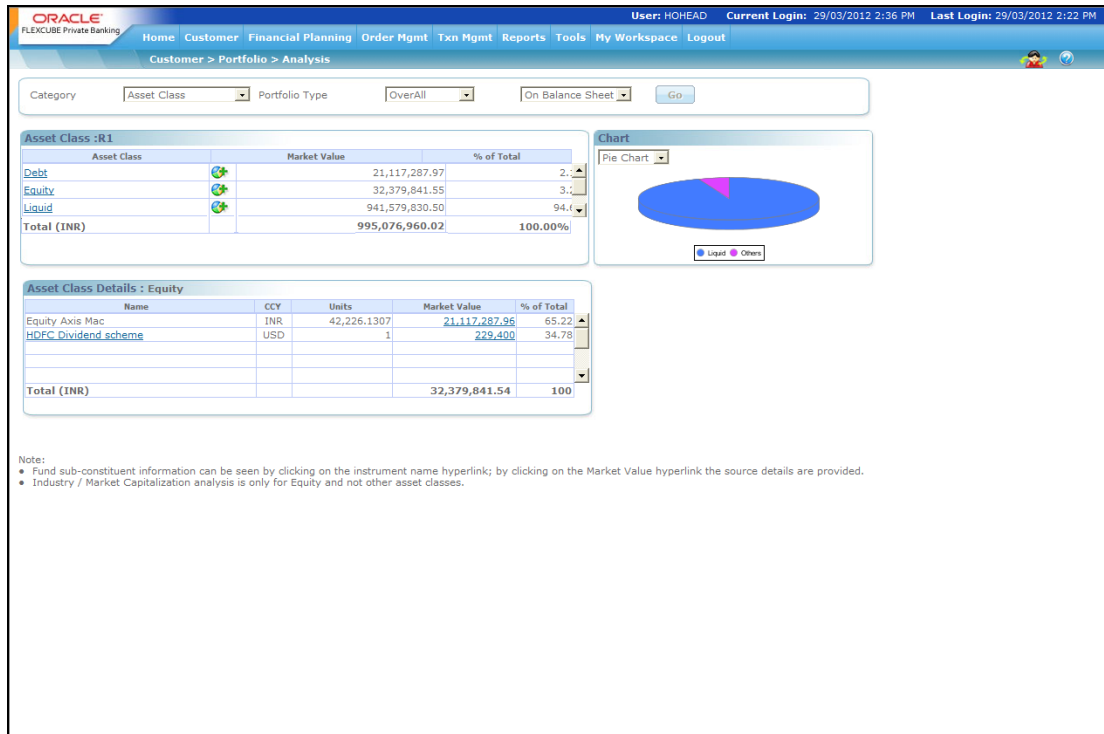 ORACLE
FLEXCUBE Private Banking
User: HOHEAD Current Login: 29/03/2012 2:36 PM Last Login: 29/03/2012 2:22 PM
Home Customer Financial Planning Order Mgmt Txn Mgmt Reports Tools My Workspace Logout
Customer > Portfolio > Analysis
Category Asset Class Portfolio Type OverAll On Balance Sheet Go
Asset Class :R1
Asset Class Market Value % of Total
Debt 21,117,287.97
Equity 32,379,841.55
Liquid 941,579,830.50
Total (INR) 995,076,960.02 100.00%
Chart
Pie Chart
Liquid Others
Asset Class Details : Equity
Name CCY Units Market Value % of Total
Equity Axis Mac INR 42,226.1307 21,117,287.96 65.22
HDFC Dividend scheme USD 1 229,400 34.78
Total (INR) 32,379,841.54 100
Note:
● Fund sub-constituent information can be seen by clicking on the instrument name hyperlink; by clicking on the Market Value hyperlink the source details are provided.
● Industry / Market Capitalization analysis is only for Equity and not other asset classes.